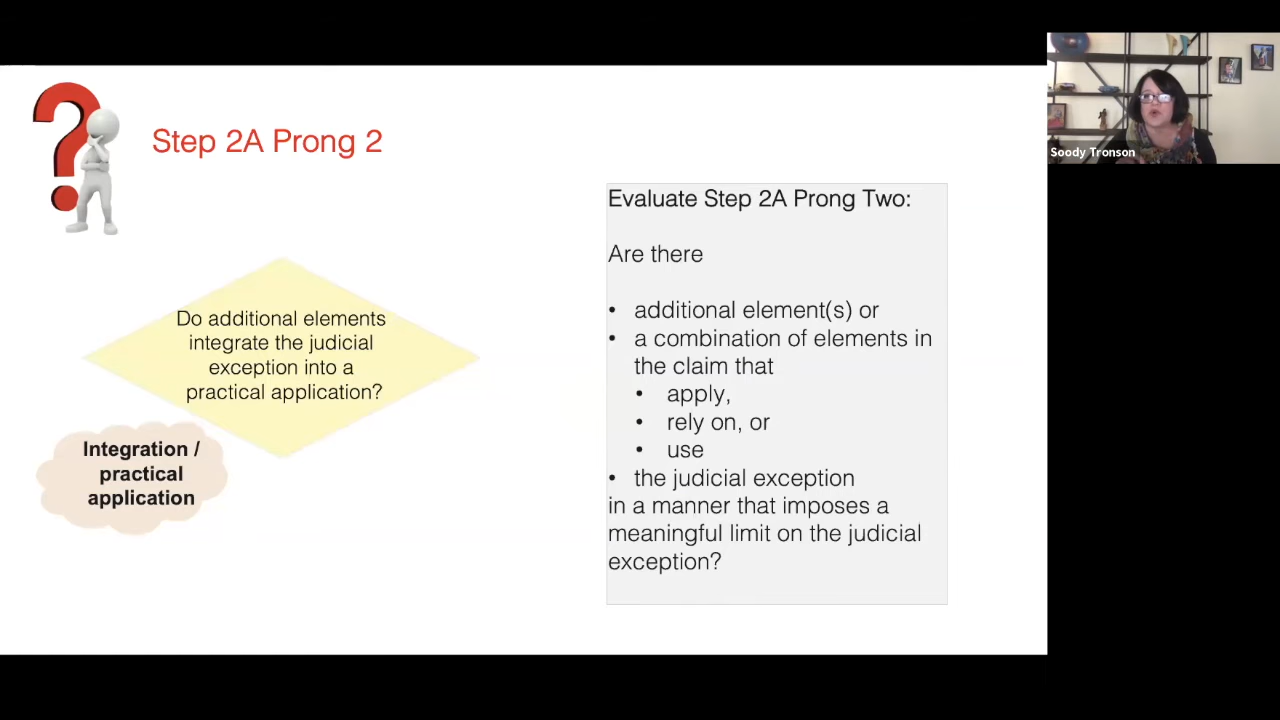 Step 2A Prong 2
Soody Tronson
Do additional elements
integrate the judicial
exception into a
practical application?
Integration /
practical
application
Evaluate Step 2A Prong Two:
Are there
• additional element(s) or
• a combination of elements in
the claim that
• apply,
• rely on, or
• use
• the judicial exception
in a manner that imposes a
meaningful limit on the judicial
exception?